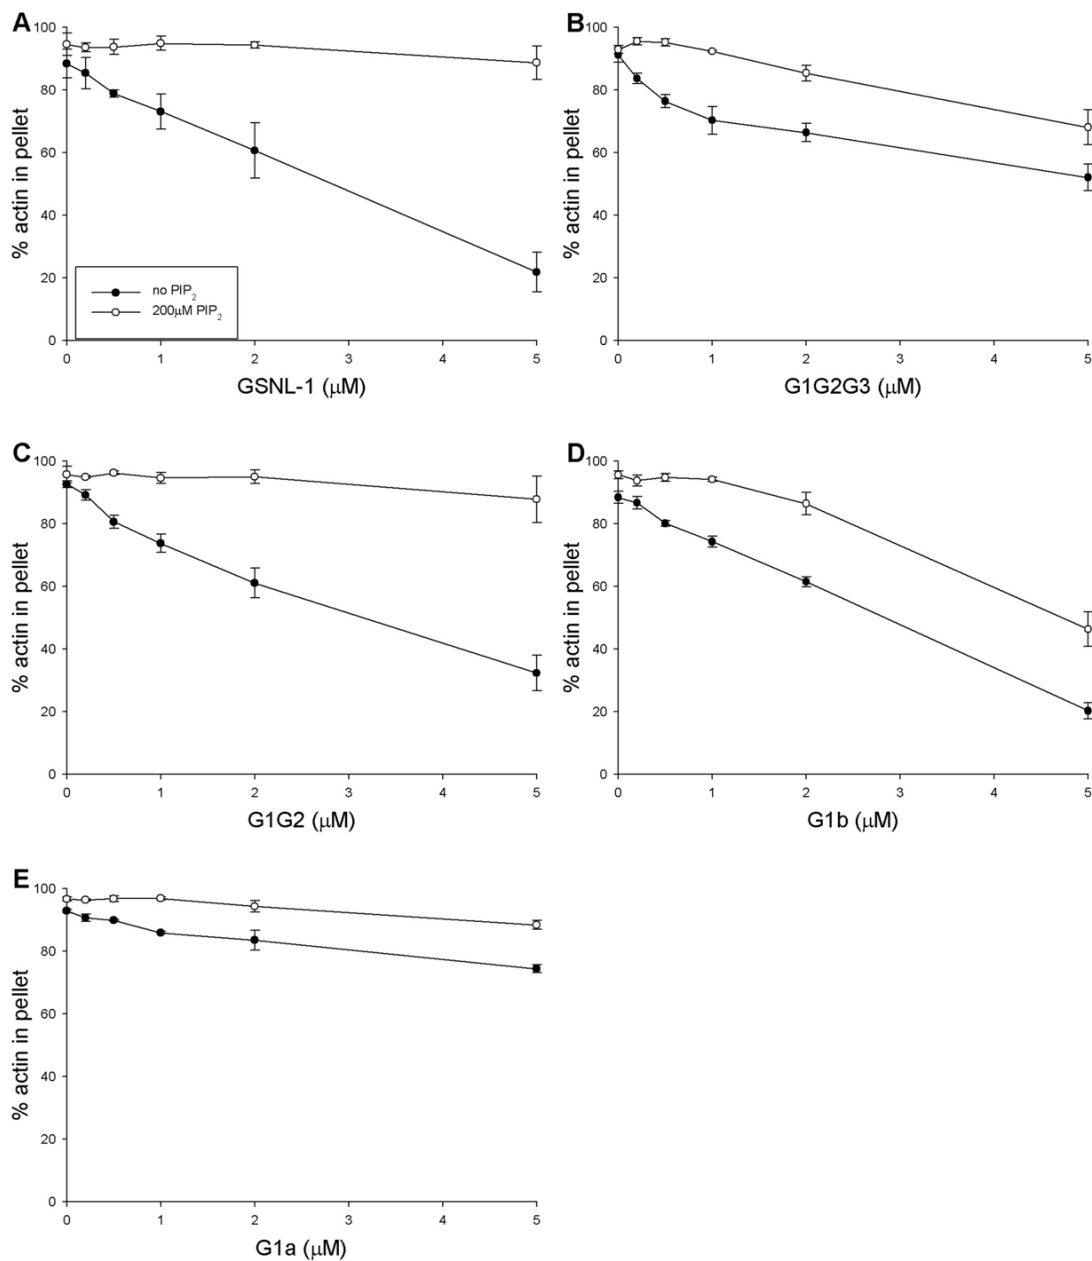 A
% actin in pellet
100
80
60
40
20
0
no PIP₂
200μM PIP₂
0 1 2 3 4 5
GSNL-1 (μM)
B
% actin in pellet
100
80
60
40
20
0
0 1 2 3 4 5
G1G2G3 (μM)
C
% actin in pellet
100
80
60
40
20
0
0 1 2 3 4 5
G1G2 (μM)
D
% actin in pellet
100
80
60
40
20
0
0 1 2 3 4 5
G1b (μM)
E
% actin in pellet
100
80
60
40
20
0
0 1 2 3 4 5
G1a (μM)